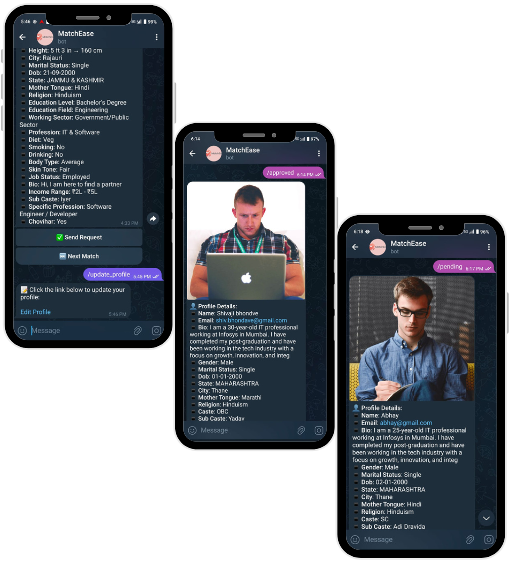 5:46
99%
MatchEase
bot
Height: 5 ft 3 in → 160 cm
City: Rajauri
Marital Status: Single
Dob: 21-09-2000
State: JAMMU & KASHMIR
Mother Tongue: Hindi
Religion: Hinduism
Education Level: Bachelor's Degree
Education Field: Engineering
Working Sector: Government/Public
Sector
Profession: IT & Software
Diet: Veg
Smoking: No
Drinking: No
Body Type: Average
Skin Tone: Fair
Job Status: Employed
Bio: Hi, I am here to find a partner
Income Range: ₹2L - ₹5L
Sub Caste: Iyer
Specific Profession: Software
Engineer / Developer
Chovihar: Yes
4:20 PM
Send Request
Next Match
/update_profile 5:46 PM
Click the link below to update your
profile:
Edit Profile
5:46 PM
Message
6:14
97%
MatchEase
bot
/approved 6:14 PM
Profile Details:
Name: Shivaji bhondve
Email: shiv.bhondave@gmail.com
Bio: I am a 30-year-old IT professional
working at Infosys in Mumbai. I have
completed my post-graduation and have
been working in the tech industry with a
focus on growth, innovation, and integ
Gender: Male
Marital Status: Single
Dob: 01-01-2000
State: MAHARASHTRA
City: Thane
Mother Tongue: Marathi
Religion: Hinduism
Caste: OBC
Sub Caste: Yadav
Message
6:18
96%
MatchEase
bot
/pending 6:17 PM
Profile Details:
Name: Abhay
Email: abhay@gmail.com
Bio: I am a 25-year-old IT professional
working at Infosys in Mumbai. I have
completed my post-graduation and have
been working in the tech industry with a
focus on growth, innovation, and integ
Gender: Male
Marital Status: Single
Dob: 02-01-2000
State: MAHARASHTRA
City: Thane
Mother Tongue: Hindi
Religion: Hinduism
Caste: SC
Sub Caste: Adi Dravida
Message